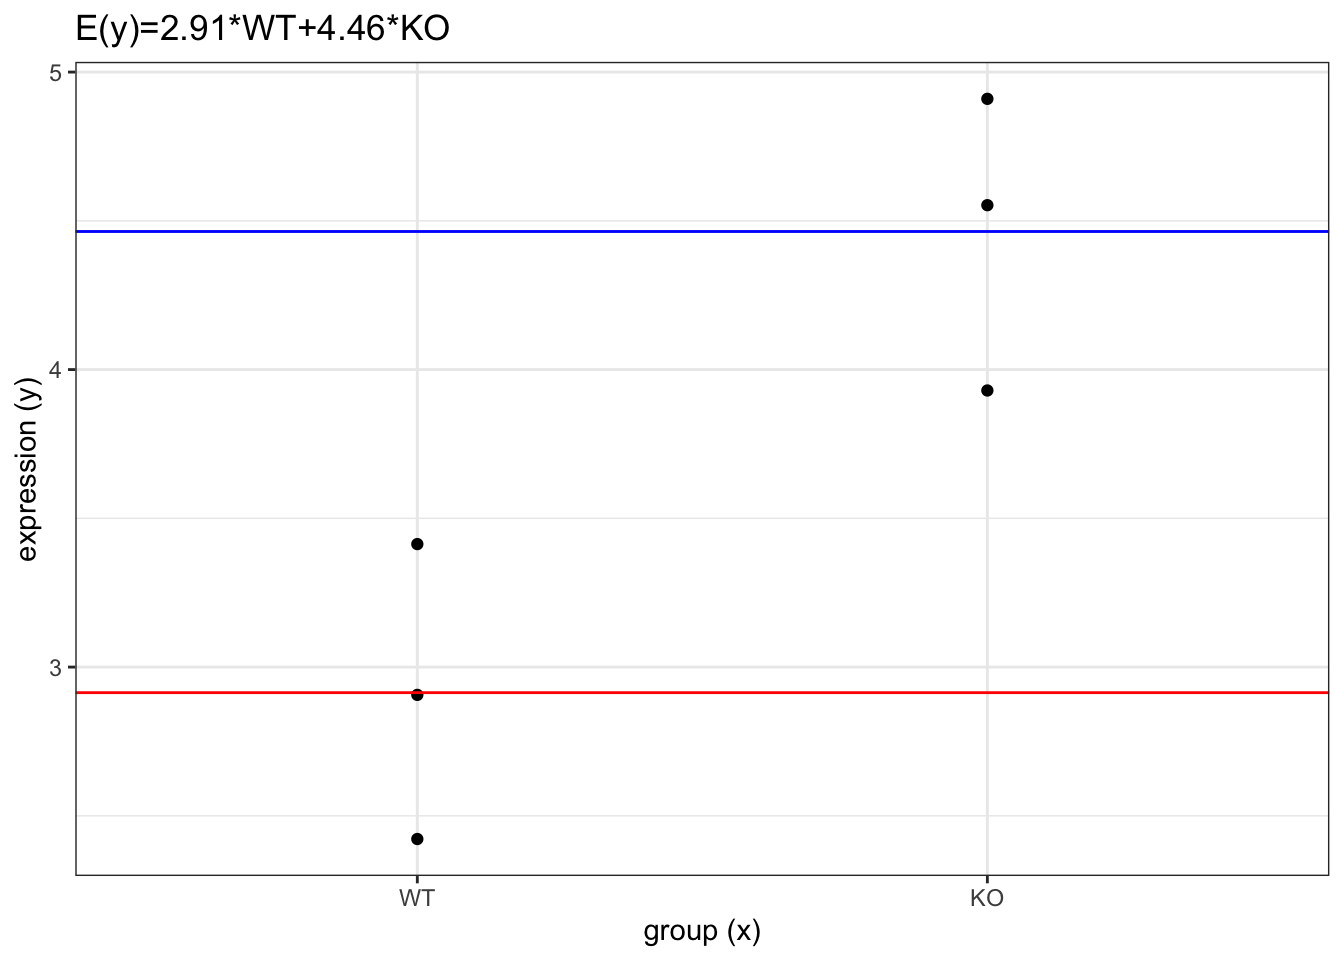 E(y)=2.91*WT+4.46*KO
5
4
3
expression (y)
WT
KO
group (x)